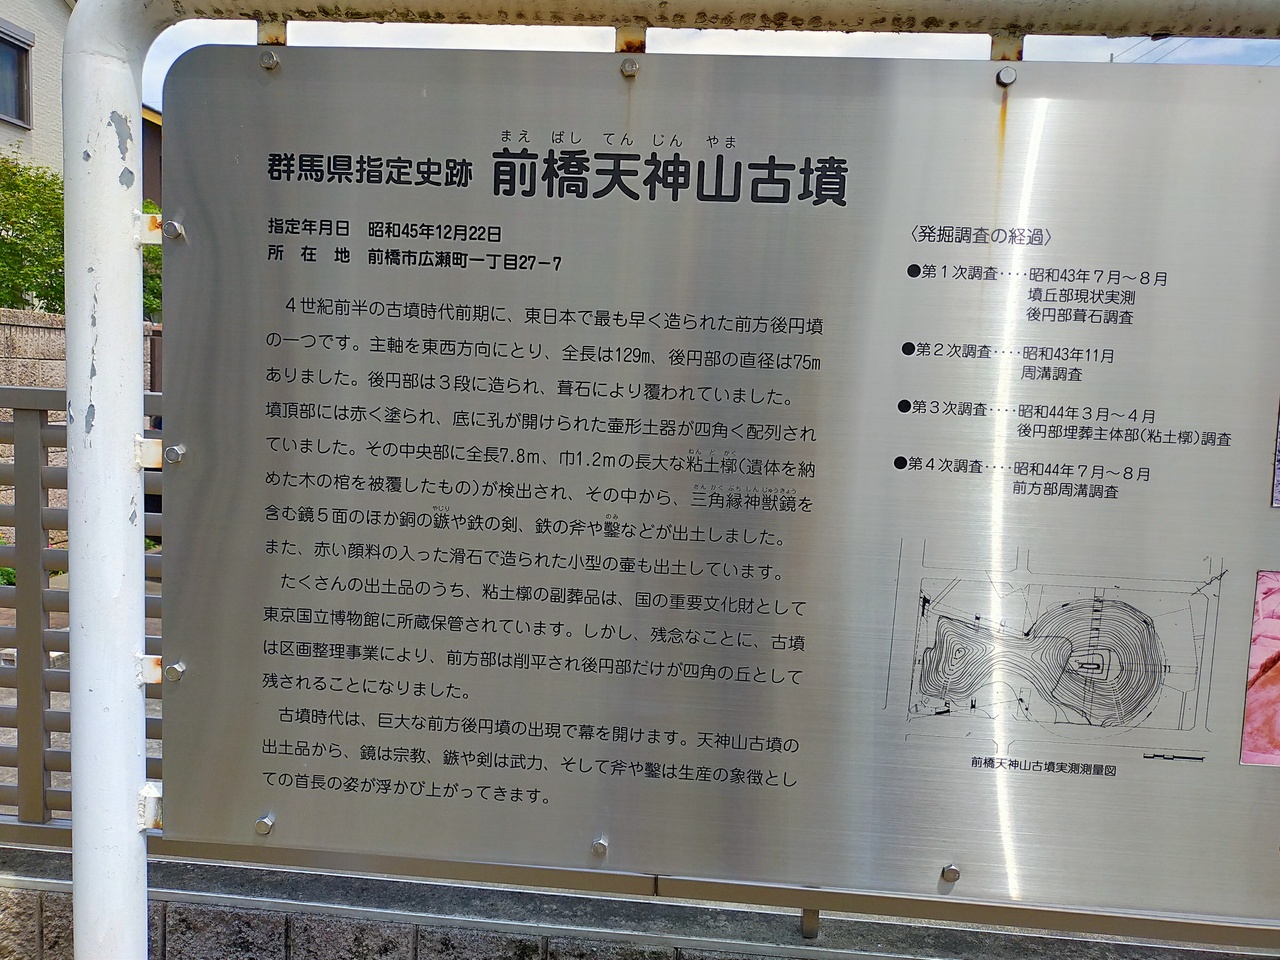 まえ ばし てん じん やま
群馬県指定史跡 前橋天神山古墳
指定年月日 昭和45年12月22日
所在地 前橋市広瀬町一丁目27-7
4世紀前半の古墳時代前期に、東日本で最も早く造られた前方後円墳
の一つです。主軸を東西方向にとり、全長は129m、後円部の直径は75m
ありました。後円部は3段に造られ、葺石により覆われていました。
墳頂部には赤く塗られ、底に孔が開けられた壷形土器が四角く配列され
ねんどかく
ていました。その中央部に全長7.8m、巾1.2mの長大な粘土槨(遺体を納
さんかくぶちしんじゅうきょう
めた木の棺を被覆したもの)が検出され、その中から、三角縁神獣鏡を
やじり のみ
含む鏡5面のほか銅の鏃や鉄の剣、鉄の斧や鑿などが出土しました。
また、赤い顔料の入った滑石で造られた小型の壷も出土しています。
たくさんの出土品のうち、粘土槨の副葬品は、国の重要文化財として
東京国立博物館に所蔵保管されています。しかし、残念なことに、古墳
は区画整理事業により、前方部は削平され後円部だけが四角の丘として
残されることになりました。
古墳時代は、巨大な前方後円墳の出現で幕を開けます。天神山古墳の
出土品から、鏡は宗教、鏃や剣は武力、そして斧や鑿は生産の象徴とし
ての首長の姿が浮かび上がってきます。
〈発掘調査の経過〉
●第1次調査‥‥昭和43年7月～8月
墳丘部現状実測
後円部葺石調査
●第2次調査‥‥昭和43年11月
周溝調査
●第3次調査‥‥昭和44年3月～4月
後円部埋葬主体部(粘土槨)調査
●第4次調査‥‥昭和44年7月～8月
前方部周溝調査
前橋天神山古墳実測測量図